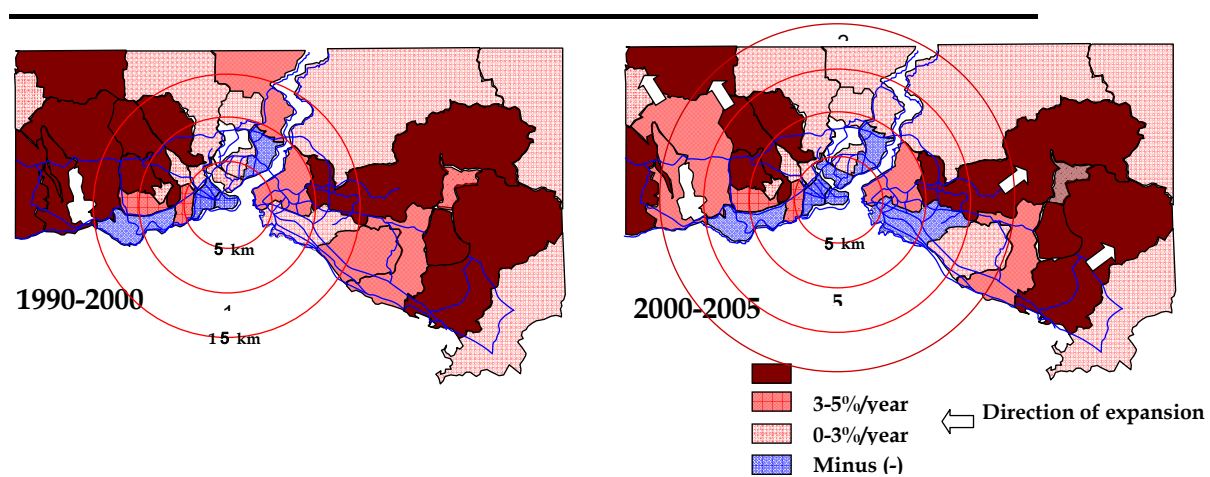 5 km
1990-2000
15 km
5 km
5
2000-2005
3-5%/year
0-3%/year
Minus (-)
Direction of expansion